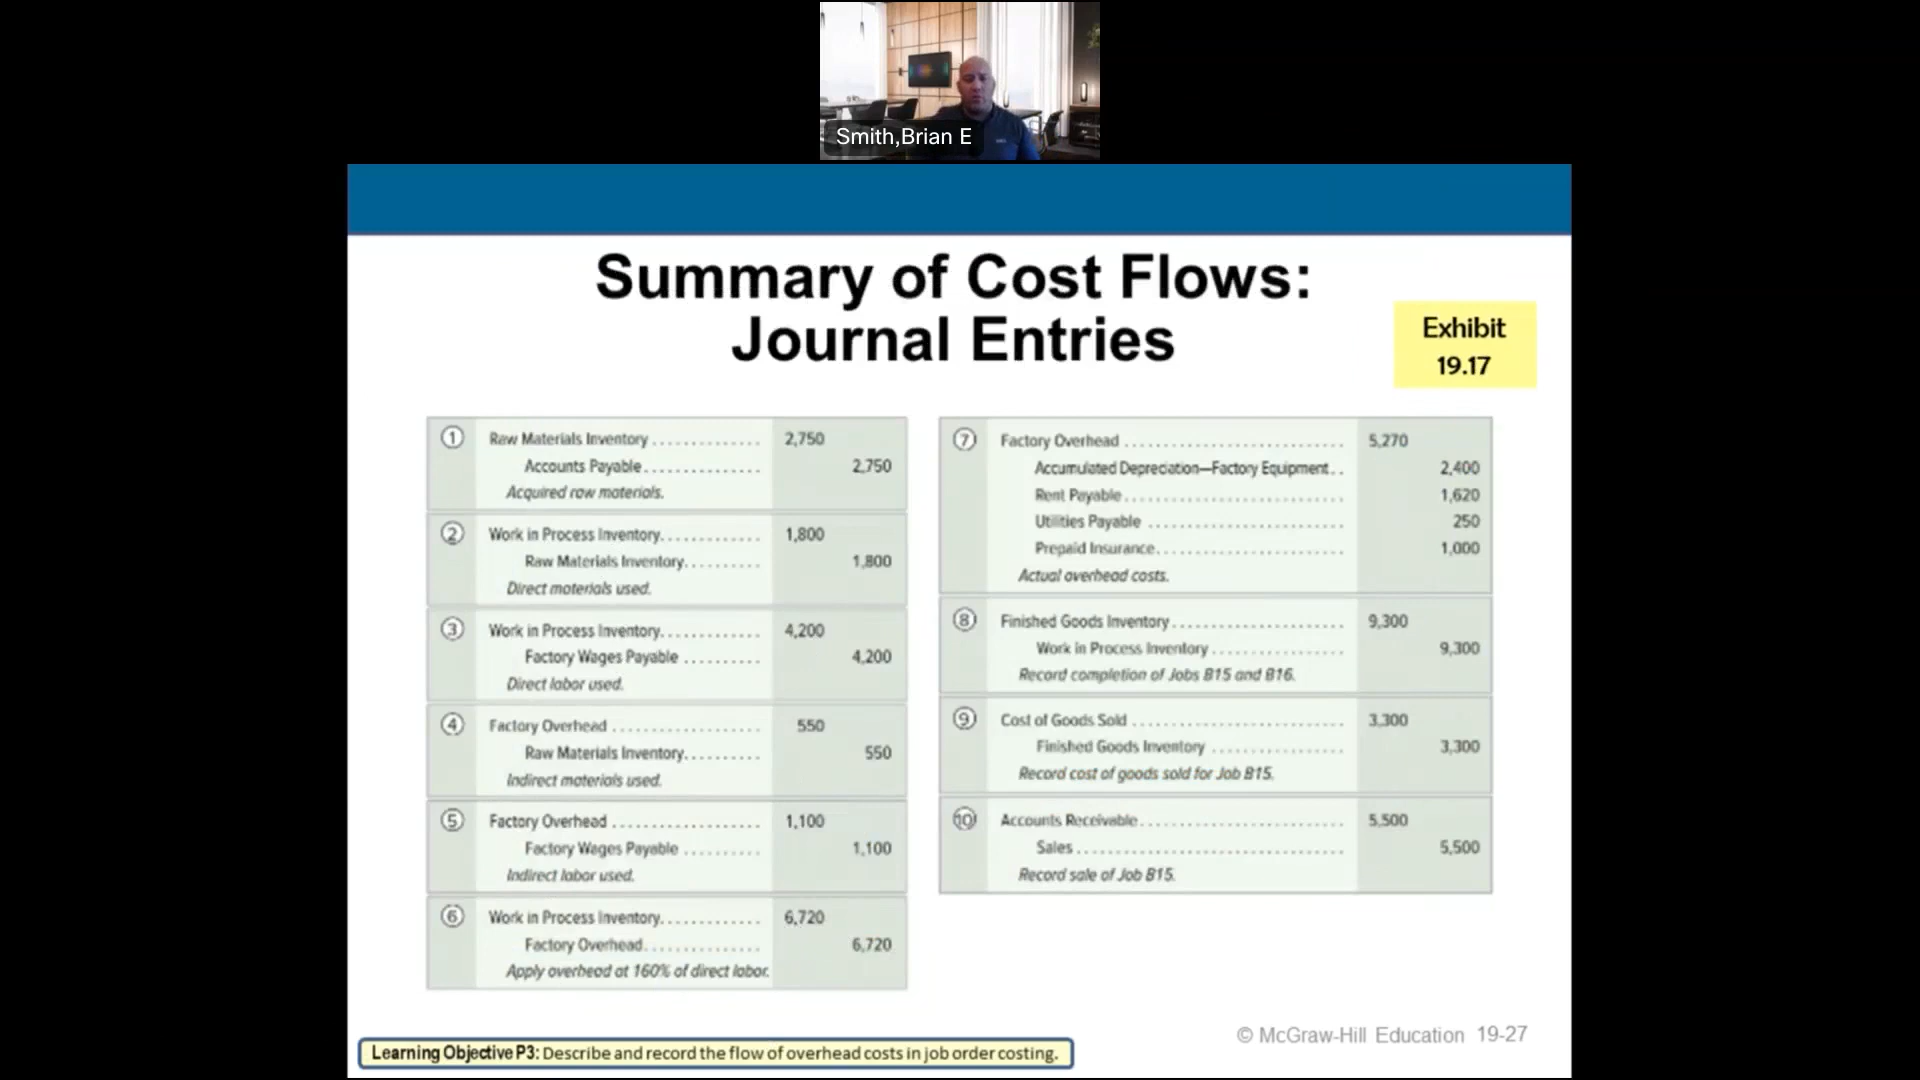 Smith,Brian E
Summary of Cost Flows:
Journal Entries
Exhibit
19.17
1 Raw Materials Inventory ............. 2,750
Accounts Payable.............. 2,750
Acquired raw materials.
2 Work in Process Inventory............ 1,800
Raw Materials Inventory.......... 1,800
Direct materials used.
3 Work in Process Inventory............ 4,200
Factory Wages Payable .......... 4,200
Direct labor used.
4 Factory Overhead .................. 550
Raw Materials Inventory.......... 550
Indirect materials used.
5 Factory Overhead .................. 1,100
Factory Wages Payable .......... 1,100
Indirect labor used.
6 Work in Process Inventory............ 6,720
Factory Overhead.............. 6,720
Apply overhead at 160% of direct labor.
7 Factory Overhead .......................... 5,270
Accumulated Depreciation—Factory Equipment. . 2,400
Rent Payable.......................... 1,620
Utilities Payable ........................ 250
Prepaid Insurance...................... 1,000
Actual overhead costs.
8 Finished Goods Inventory..................... 9,300
Work in Process Inventory ................ 9,300
Record completion of Jobs B15 and B16.
9 Cost of Goods Sold ......................... 3,300
Finished Goods Inventory ................ 3,300
Record cost of goods sold for Job B15.
10 Accounts Receivable........................ 5,500
Sales................................ 5,500
Record sale of Job B15.
© McGraw-Hill Education 19-27
Learning Objective P3: Describe and record the flow of overhead costs in job order costing.